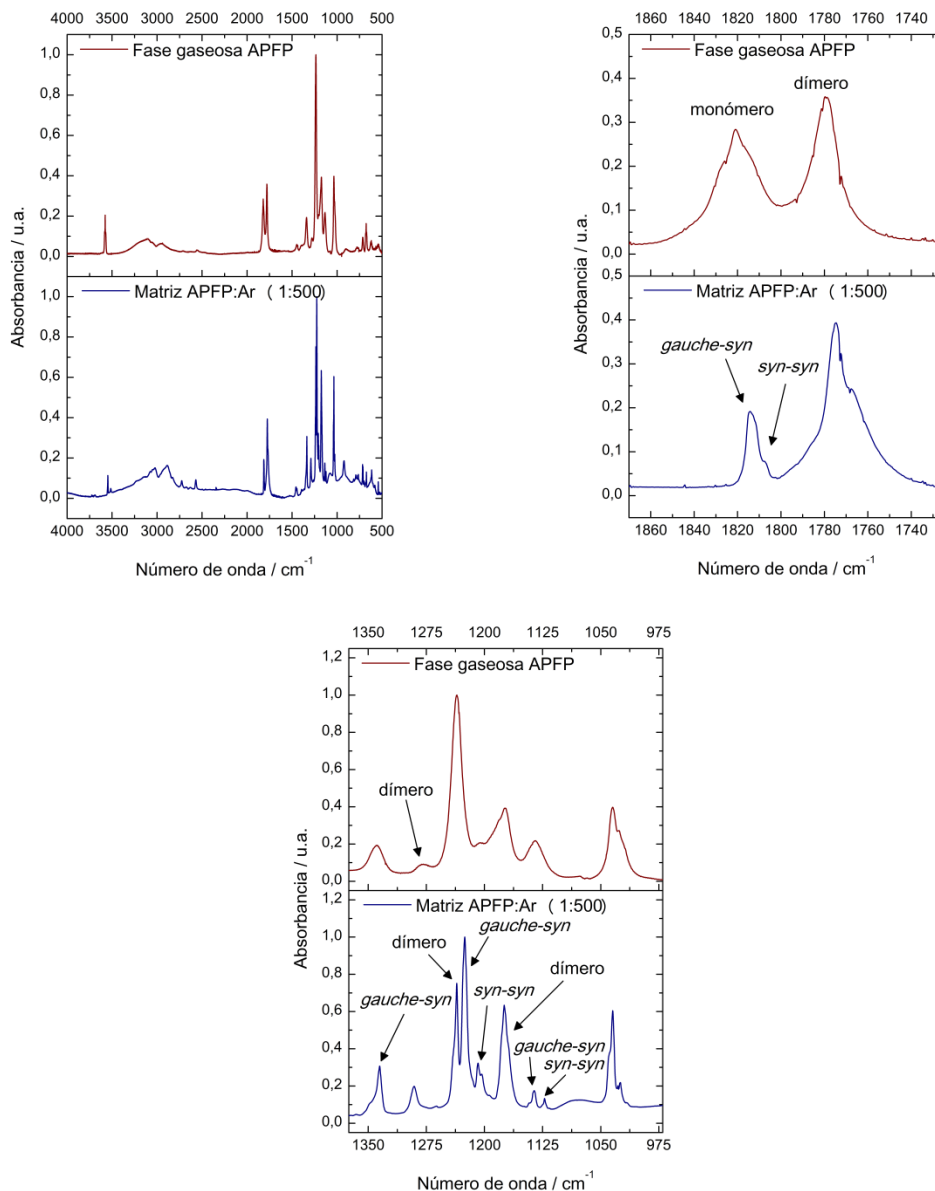 4000 3500 3000 2500 2000 1500 1000 500
1,0
0,8
0,6
0,4
0,2
0,0
Fase gaseosa APFP
1,0
0,8
0,6
0,4
0,2
0,0
Matriz APFP:Ar ( 1:500)
Absorbancia / u.a.
4000 3500 3000 2500 2000 1500 1000 500
Número de onda / cm⁻¹
1860 1840 1820 1800 1780 1760 1740 1720
0,5
0,4
0,3
0,2
0,1
0,0
Fase gaseosa APFP
monómero
dímero
0,5
0,4
0,3
0,2
0,1
0,0
Matriz APFP:Ar ( 1:500)
gauche-syn
syn-syn
Absorbancia / u.a.
1860 1840 1820 1800 1780 1760 1740 1720
Número de onda / cm⁻¹
1350 1275 1200 1125 1050 975
1,2
1,0
0,8
0,6
0,4
0,2
0,0
Fase gaseosa APFP
dímero
1,2
1,0
0,8
0,6
0,4
0,2
0,0
Matriz APFP:Ar ( 1:500)
gauche-syn
dímero
gauche-syn
syn-syn
dímero
gauche-syn
syn-syn
Absorbancia / u.a.
1350 1275 1200 1125 1050 975
Número de onda / cm⁻¹